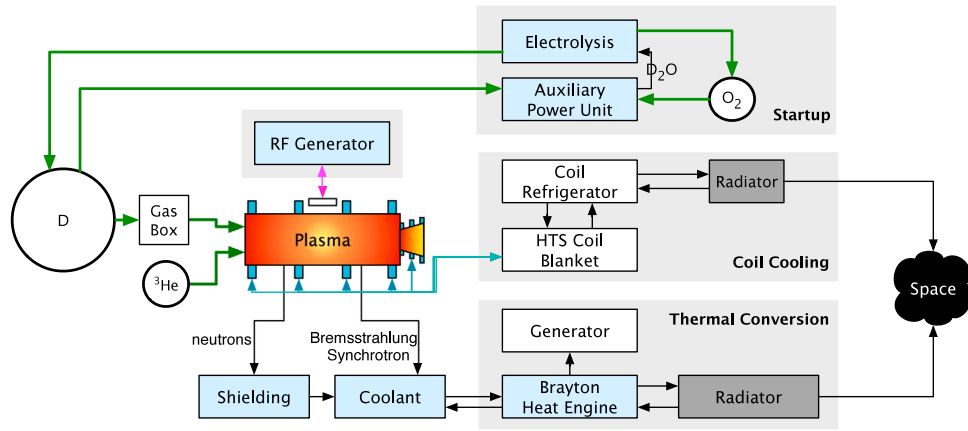 Electrolysis
D₂O
Auxiliary
Power Unit
O₂
Startup
RF Generator
D
Gas
Box
Plasma
³He
Coil
Refrigerator
Radiator
HTS Coil
Blanket
Coil Cooling
Space
neutrons
Bremsstrahlung
Synchrotron
Thermal Conversion
Generator
Shielding
Coolant
Brayton
Heat Engine
Radiator